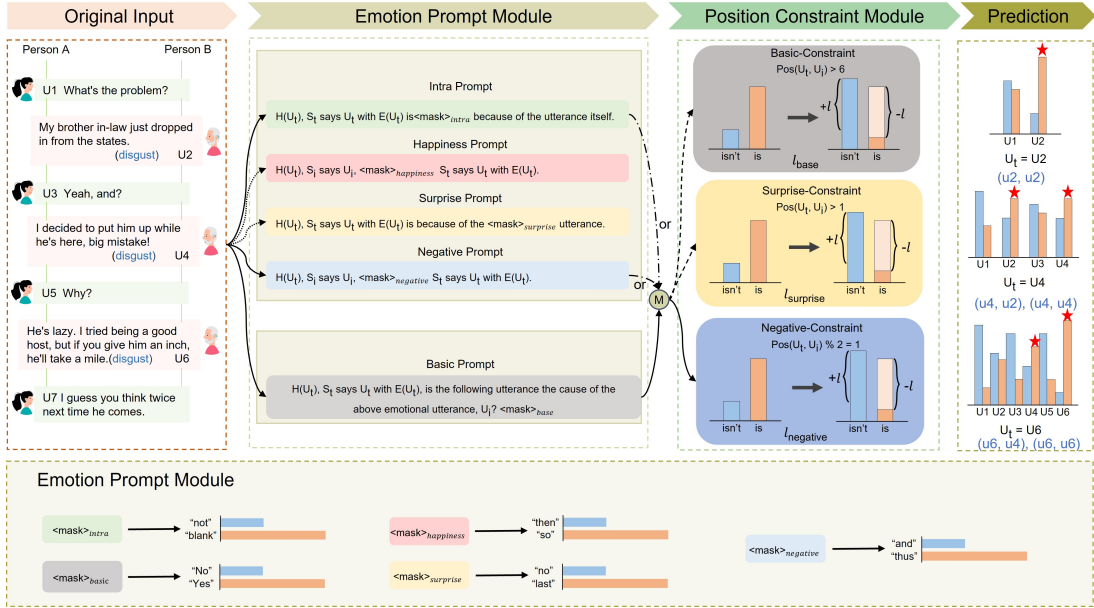 Original Input
Emotion Prompt Module
Position Constraint Module
Prediction
Person A
Person B
U1 What's the problem?
My brother in-law just dropped
in from the states.
(disgust) U2
U3 Yeah, and?
I decided to put him up while
he's here, big mistake!
(disgust) U4
U5 Why?
He's lazy. I tried being a good
host, but if you give him an inch,
he'll take a mile.(disgust) U6
U7 I guess you think twice
next time he comes.
Intra Prompt
H(Ut), St says Ut with E(Ut) is<mask>intra because of the utterance itself.
Happiness Prompt
H(Ut), Si says Ui, <mask>happiness St says Ut with E(Ut).
Surprise Prompt
H(Ut), St says Ut with E(Ut) is because of the <mask>surprise utterance.
Negative Prompt
H(Ut), Si says Ui, <mask>negative St says Ut with E(Ut).
Basic Prompt
H(Ut), St says Ut with E(Ut), is the following utterance the cause of the
above emotional utterance, Ui? <mask>base
or
or
M
Basic-Constraint
Pos(Ut, Ui) > 6
+l
-l
isn't is
isn't is
lbase
Surprise-Constraint
Pos(Ut, Ui) > 1
+l
-l
isn't is
isn't is
lsurprise
Negative-Constraint
Pos(Ut, Ui) % 2 = 1
+l
-l
isn't is
isn't is
lnegative
U1 U2
Ut = U2
(u2, u2)
U1 U2 U3 U4
Ut = U4
(u4, u2), (u4, u4)
U1 U2 U3 U4 U5 U6
Ut = U6
(u6, u4), (u6, u6)
Emotion Prompt Module
<mask>intra
"not"
"blank"
<mask>happiness
"then"
"so"
<mask>negative
"and"
"thus"
<mask>basic
"No"
"Yes"
<mask>surprise
"no"
"last"